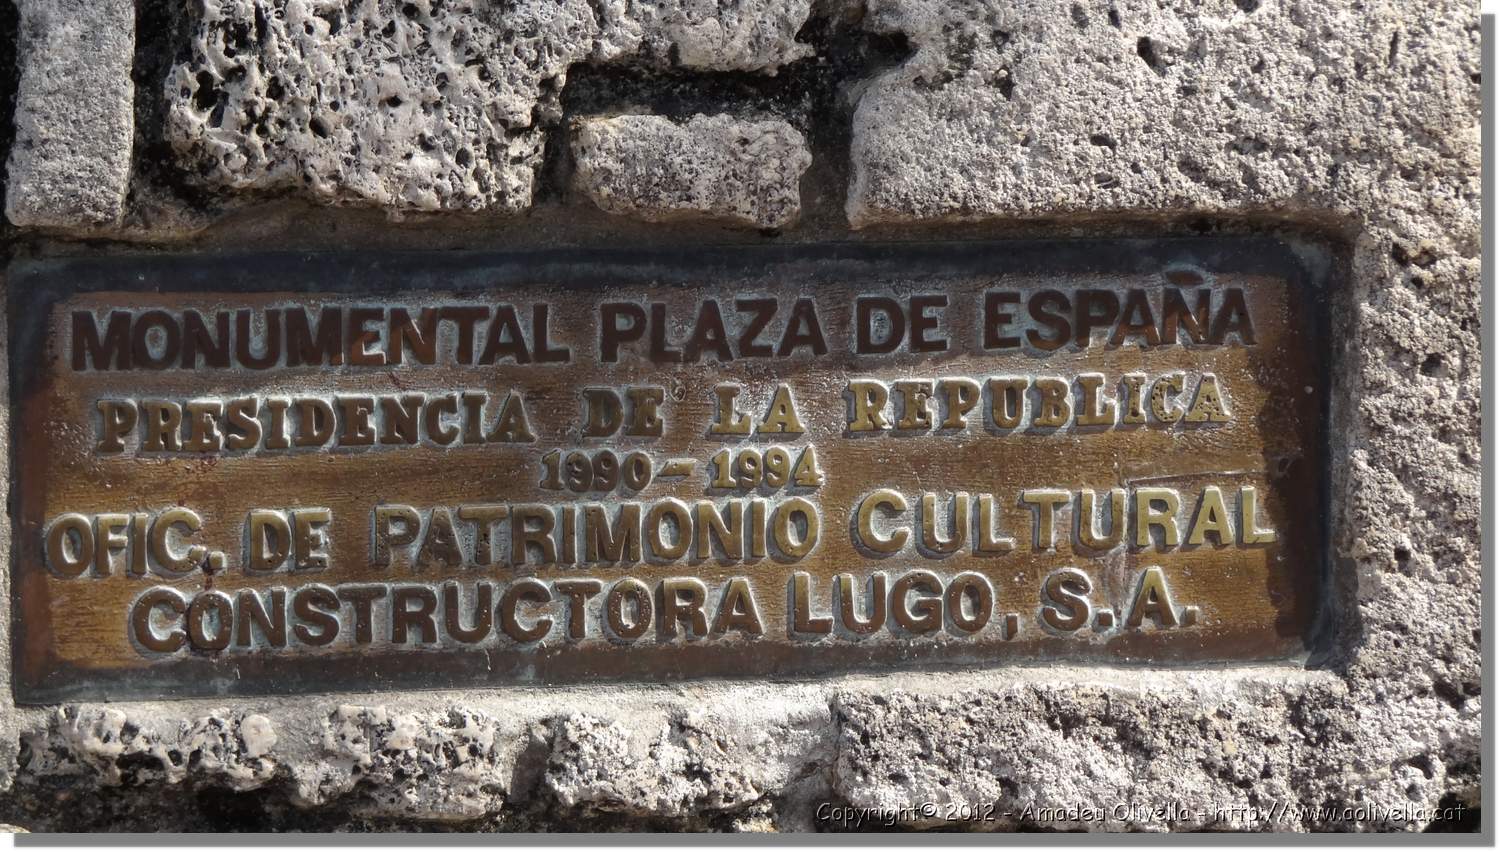 MONUMENTAL PLAZA DE ESPAÑA
PRESIDENCIA DE LA REPUBLICA
1990-1994
OFIC. DE PATRIMONIO CULTURAL
CONSTRUCTORA LUGO, S.A.
Copyright© 2012 - Amadeu Olivella - http://www.aolivella.cat